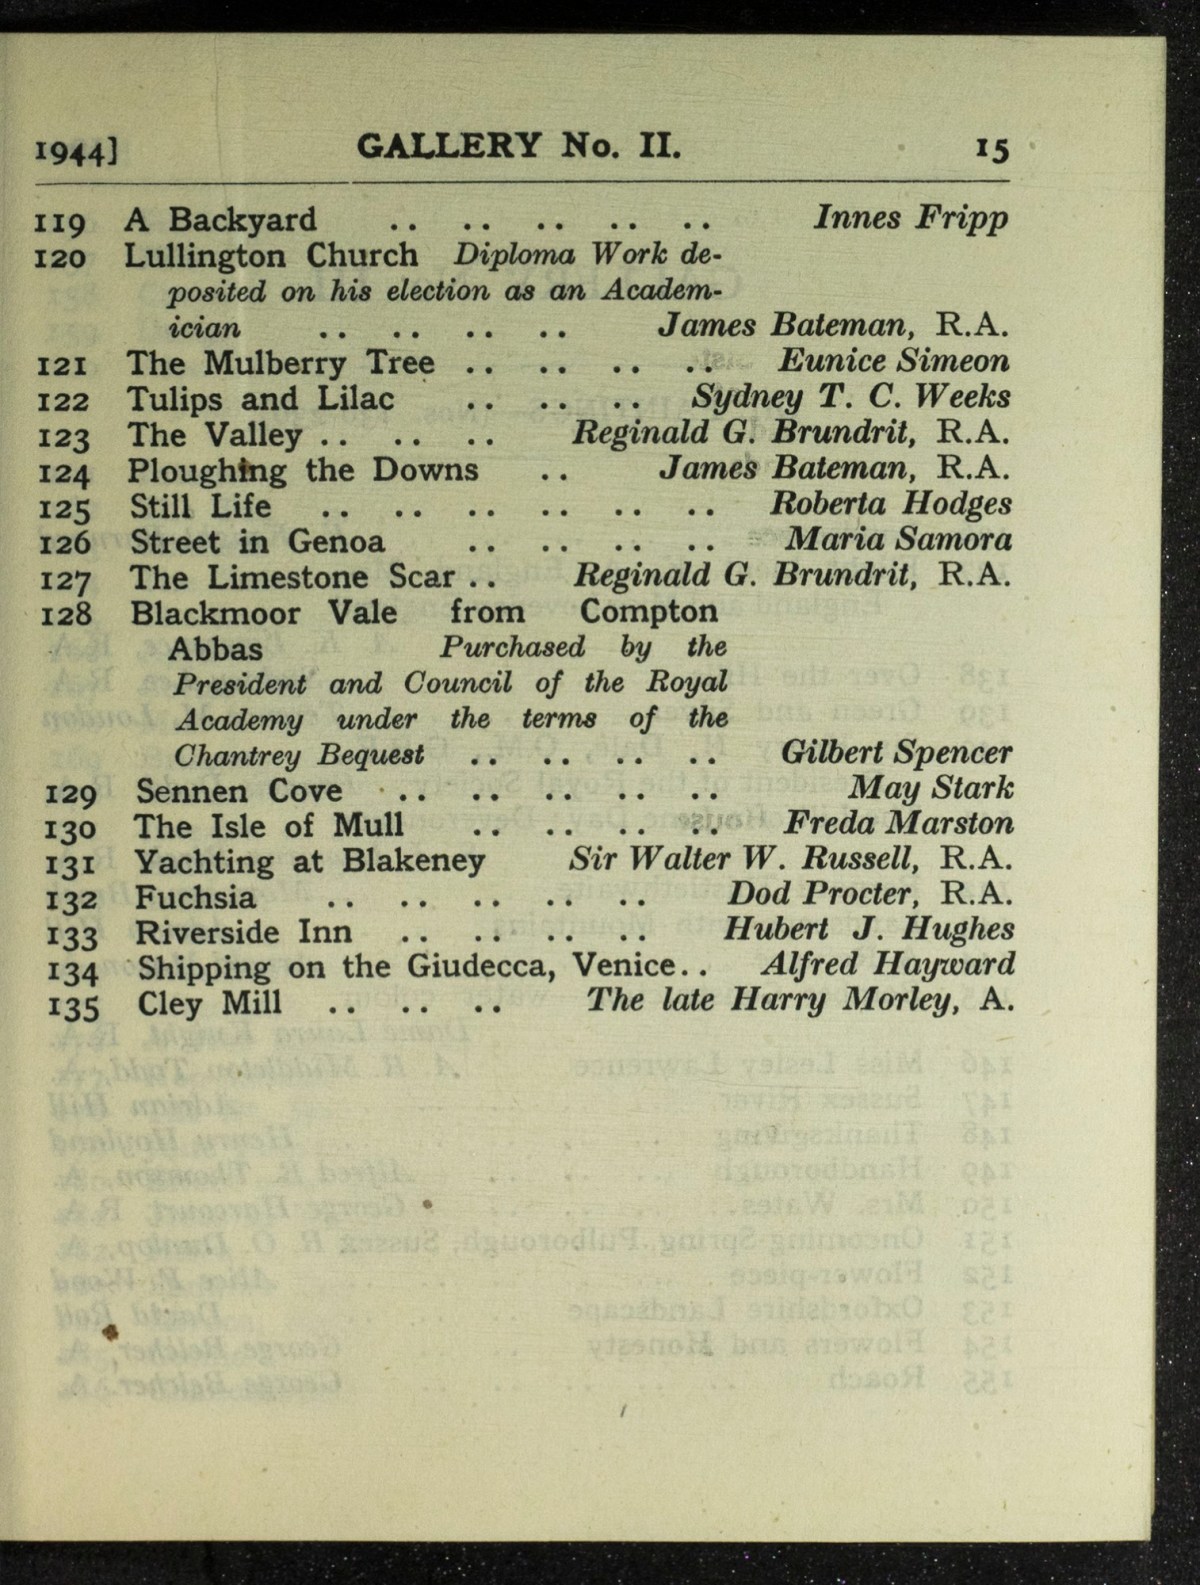 1944] GALLERY No. II. 15
119 A Backyard .. .. .. .. .. Innes Fripp
120 Lullington Church Diploma Work de-
posited on his election as an Academ-
ician .. .. .. .. James Bateman, R.A.
121 The Mulberry Tree .. .. .. .. Eunice Simeon
122 Tulips and Lilac .. .. .. Sydney T. C. Weeks
123 The Valley .. .. .. Reginald G. Brundrit, R.A.
124 Ploughing the Downs .. James Bateman, R.A.
125 Still Life .. .. .. .. .. .. Roberta Hodges
126 Street in Genoa .. .. .. .. Maria Samora
127 The Limestone Scar .. Reginald G. Brundrit, R.A.
128 Blackmoor Vale from Compton
Abbas Purchased by the
President and Council of the Royal
Academy under the terms of the
Chantrey Bequest .. .. .. .. Gilbert Spencer
129 Sennen Cove .. .. .. .. .. May Stark
130 The Isle of Mull .. .. .. .. Freda Marston
131 Yachting at Blakeney Sir Walter W. Russell, R.A.
132 Fuchsia .. .. .. .. .. Dod Procter, R.A.
133 Riverside Inn .. .. .. .. Hubert J. Hughes
134 Shipping on the Giudecca, Venice.. Alfred Hayward
135 Cley Mill .. .. .. The late Harry Morley, A.